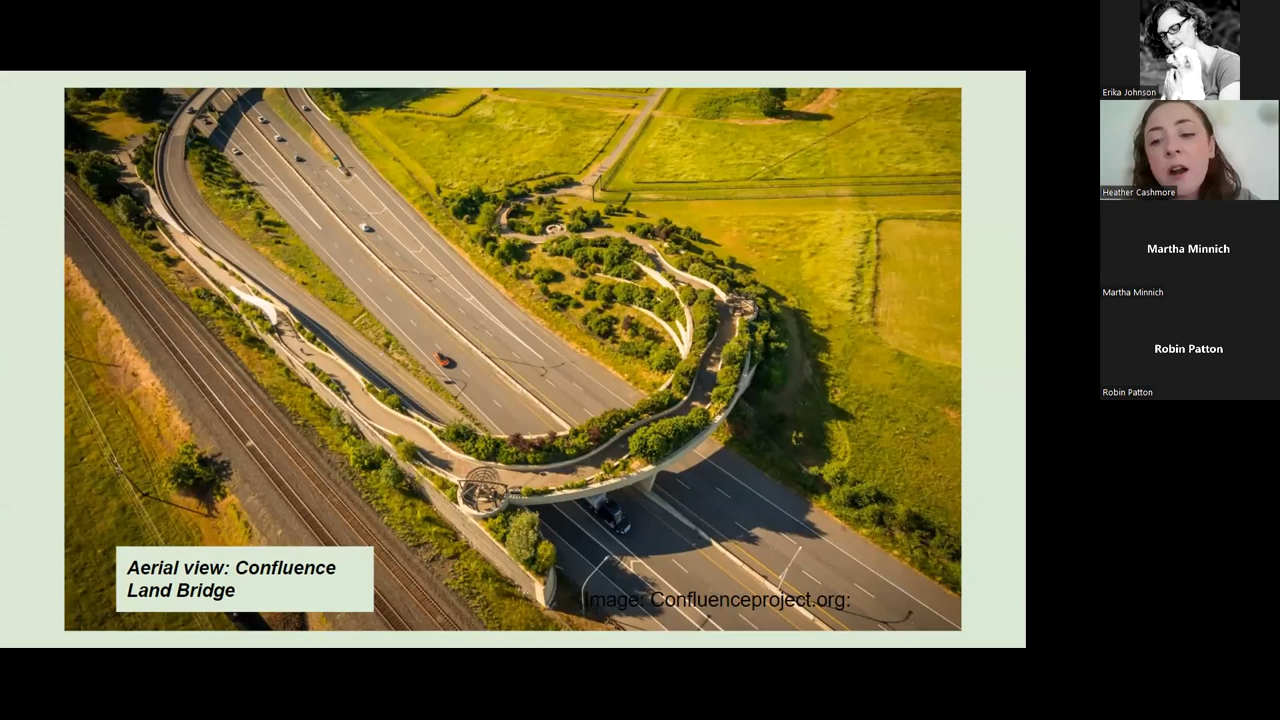 Aerial view: Confluence
Land Bridge
Image: Confluenceproject.org:
Erika Johnson
Heather Cashmore
Martha Minnich
Martha Minnich
Robin Patton
Robin Patton